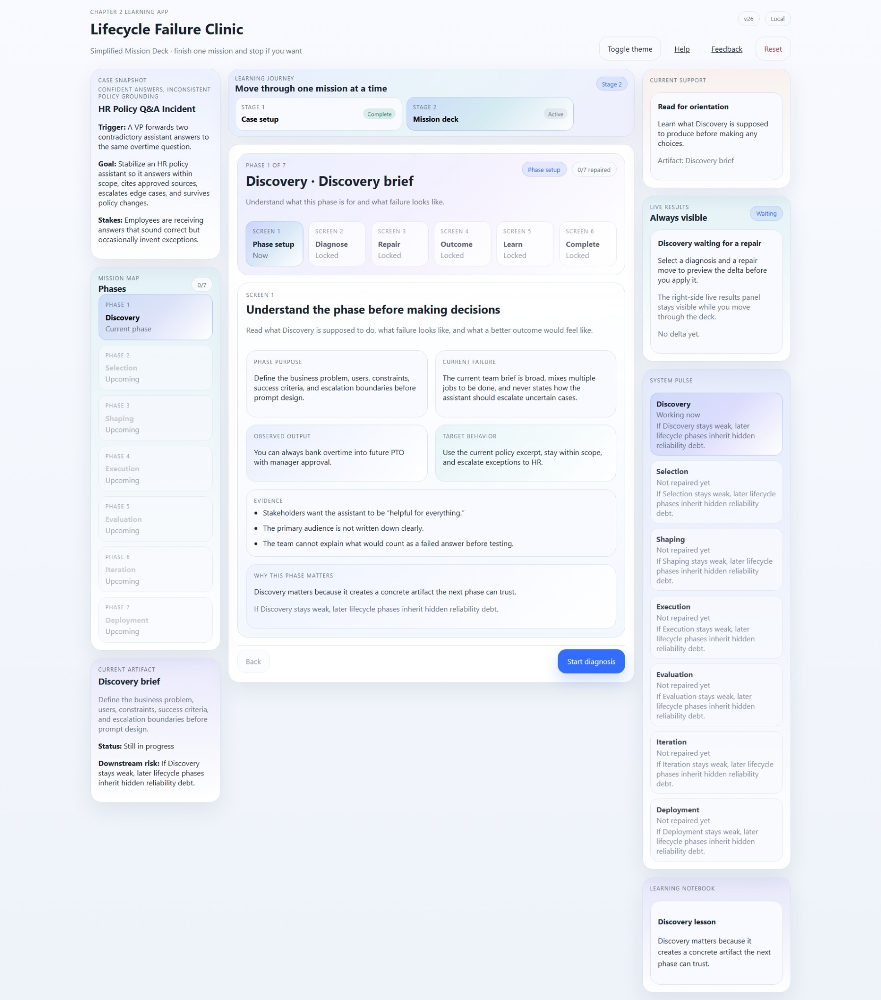 CHAPTER 2 LEARNING APP
Lifecycle Failure Clinic
Simplified Mission Deck · finish one mission and stop if you want
v26
Local
Toggle theme
Help
Feedback
Reset
CASE SNAPSHOT
CONFIDENT ANSWERS, INCONSISTENT
POLICY GROUNDING
HR Policy Q&A Incident
Trigger: A VP forwards two
contradictory assistant answers to
the same overtime question.
Goal: Stabilize an HR policy
assistant so it answers within
scope, cites approved sources,
escalates edge cases, and survives
policy changes.
Stakes: Employees are receiving
answers that sound correct but
occasionally invent exceptions.
MISSION MAP
Phases
0/7
PHASE 1
Discovery
Current phase
PHASE 2
Selection
Upcoming
PHASE 3
Shaping
Upcoming
PHASE 4
Execution
Upcoming
PHASE 5
Evaluation
Upcoming
PHASE 6
Iteration
Upcoming
PHASE 7
Deployment
Upcoming
CURRENT ARTIFACT
Discovery brief
Define the business problem,
users, constraints, success criteria,
and escalation boundaries before
prompt design.
Status: Still in progress
Downstream risk: If Discovery
stays weak, later lifecycle phases
inherit hidden reliability debt.
LEARNING JOURNEY
Move through one mission at a time
Stage 2
STAGE 1
Case setup
Complete
STAGE 2
Mission deck
Active
PHASE 1 OF 7
Discovery · Discovery brief
Phase setup
0/7 repaired
Understand what this phase is for and what failure looks like.
SCREEN 1
Phase setup
Now
SCREEN 2
Diagnose
Locked
SCREEN 3
Repair
Locked
SCREEN 4
Outcome
Locked
SCREEN 5
Learn
Locked
SCREEN 6
Complete
Locked
SCREEN 1
Understand the phase before making decisions
Read what Discovery is supposed to do, what failure looks like, and what a better outcome would feel like.
PHASE PURPOSE
Define the business problem, users, constraints,
success criteria, and escalation boundaries before
prompt design.
CURRENT FAILURE
The current team brief is broad, mixes multiple
jobs to be done, and never states how the
assistant should escalate uncertain cases.
OBSERVED OUTPUT
You can always bank overtime into future PTO
with manager approval.
TARGET BEHAVIOR
Use the current policy excerpt, stay within scope,
and escalate exceptions to HR.
EVIDENCE
• Stakeholders want the assistant to be “helpful for everything.”
• The primary audience is not written down clearly.
• The team cannot explain what would count as a failed answer before testing.
WHY THIS PHASE MATTERS
Discovery matters because it creates a concrete artifact the next phase can trust.
If Discovery stays weak, later lifecycle phases inherit hidden reliability debt.
Back
Start diagnosis
CURRENT SUPPORT
Read for orientation
Learn what Discovery is supposed
to produce before making any
choices.
Artifact: Discovery brief
LIVE RESULTS
Always visible
Waiting
Discovery waiting for a repair
Select a diagnosis and a repair
move to preview the delta before
you apply it.
The right-side live results panel
stays visible while you move
through the deck.
No delta yet.
SYSTEM PULSE
Discovery
Working now
If Discovery stays weak, later
lifecycle phases inherit hidden
reliability debt.
Selection
Not repaired yet
If Selection stays weak, later lifecycle
phases inherit hidden reliability
debt.
Shaping
Not repaired yet
If Shaping stays weak, later lifecycle
phases inherit hidden reliability
debt.
Execution
Not repaired yet
If Execution stays weak, later
lifecycle phases inherit hidden
reliability debt.
Evaluation
Not repaired yet
If Evaluation stays weak, later
lifecycle phases inherit hidden
reliability debt.
Iteration
Not repaired yet
If Iteration stays weak, later lifecycle
phases inherit hidden reliability
debt.
Deployment
Not repaired yet
If Deployment stays weak, later
lifecycle phases inherit hidden
reliability debt.
LEARNING NOTEBOOK
Discovery lesson
Discovery matters because it
creates a concrete artifact the next
phase can trust.